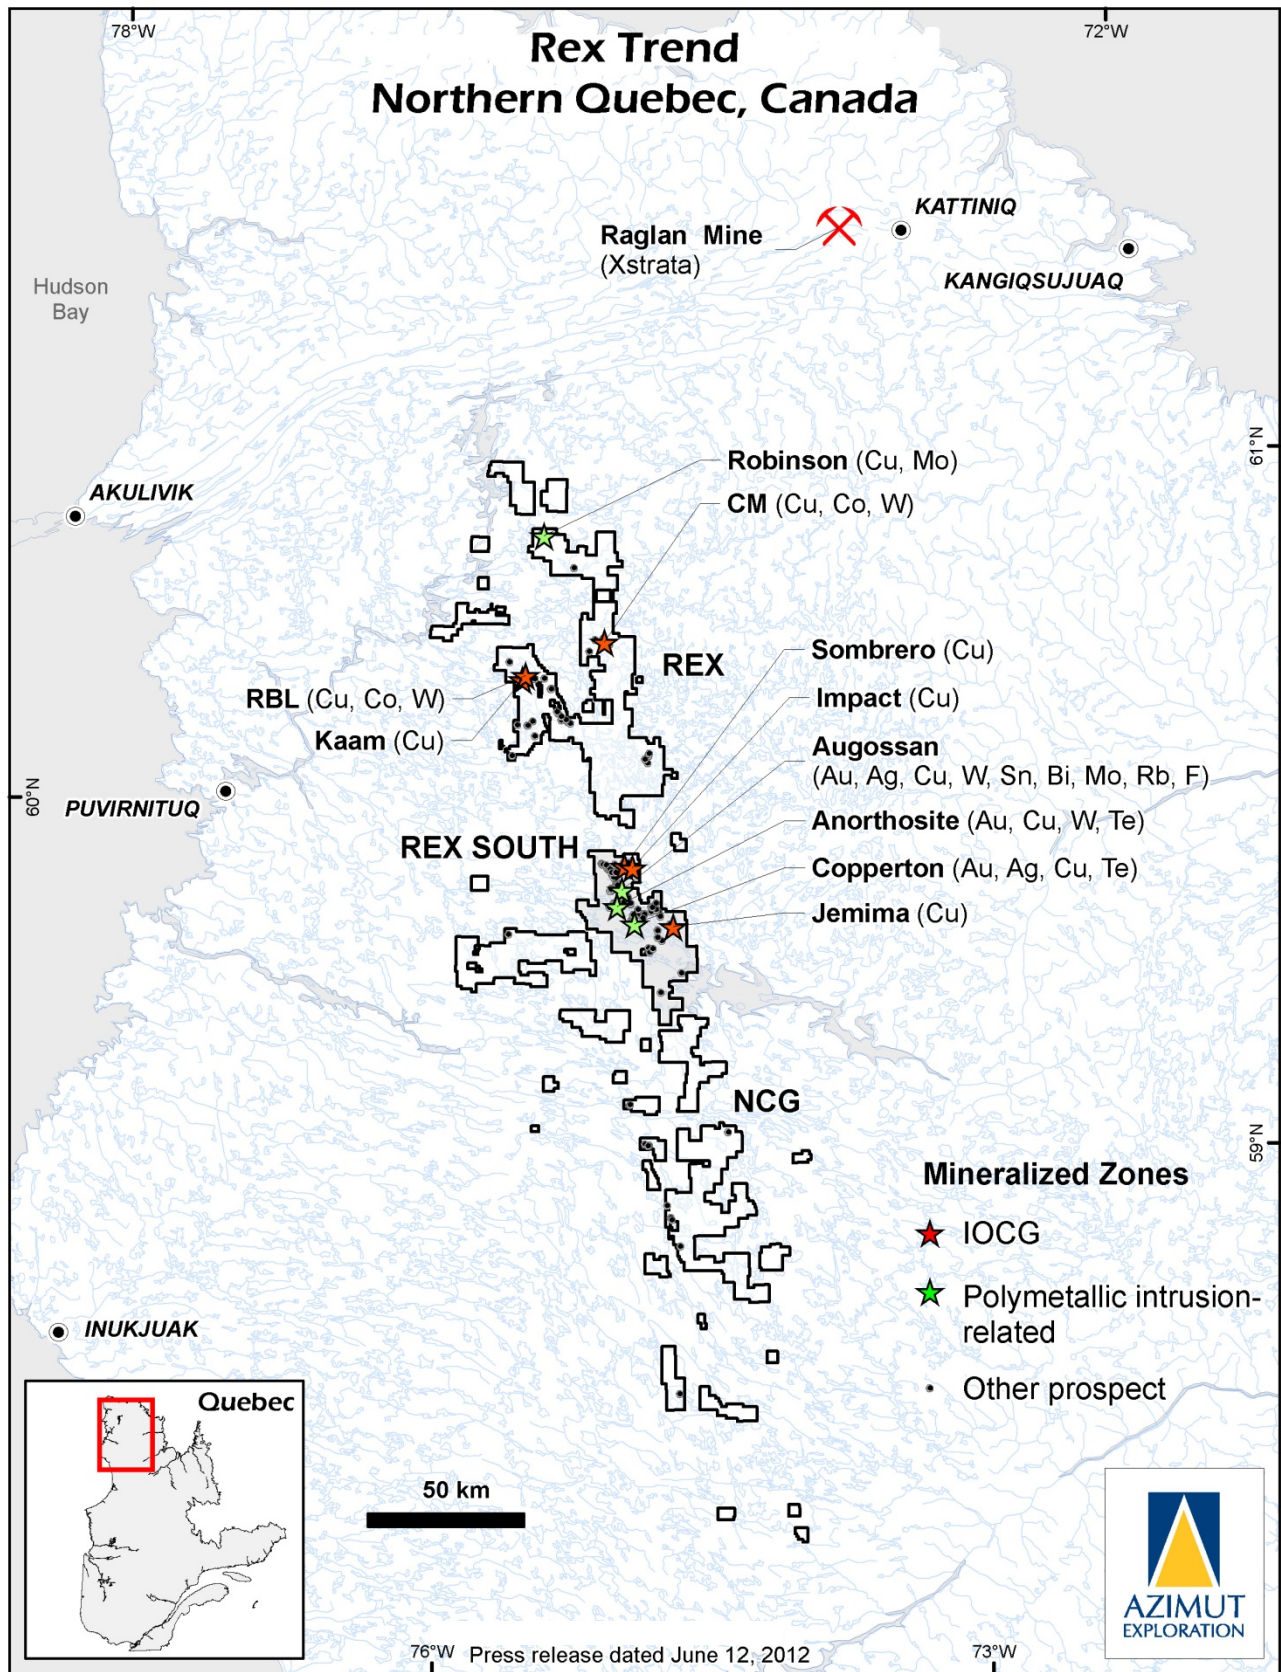 78°W
72°W
Rex Trend
Northern Quebec, Canada
KATTINIQ
Raglan Mine
(Xstrata)
KANGIQSUJUAQ
Hudson
Bay
61°N
Robinson (Cu, Mo)
AKULIVIK
CM (Cu, Co, W)
Sombrero (Cu)
REX
RBL (Cu, Co, W)
Impact (Cu)
Kaam (Cu)
Augossan
(Au, Ag, Cu, W, Sn, Bi, Mo, Rb, F)
60°N
PUVIRNITUQ
Anorthosite (Au, Cu, W, Te)
REX SOUTH
Copperton (Au, Ag, Cu, Te)
Jemima (Cu)
NCG
59°N
Mineralized Zones
IOCG
Polymetallic intrusion-
related
Other prospect
INUKJUAK
Quebec
50 km
AZIMUT
EXPLORATION
76°W
Press release dated June 12, 2012
73°W